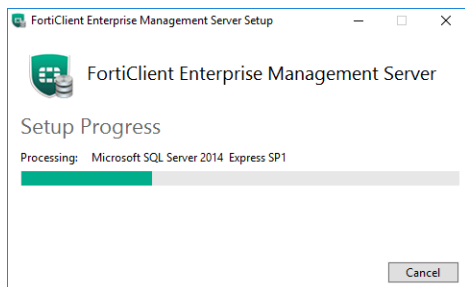 FortiClient Enterprise Management Server Setup
FortiClient Enterprise Management Server
Setup Progress
Processing: Microsoft SQL Server 2014 Express SP1
Cancel